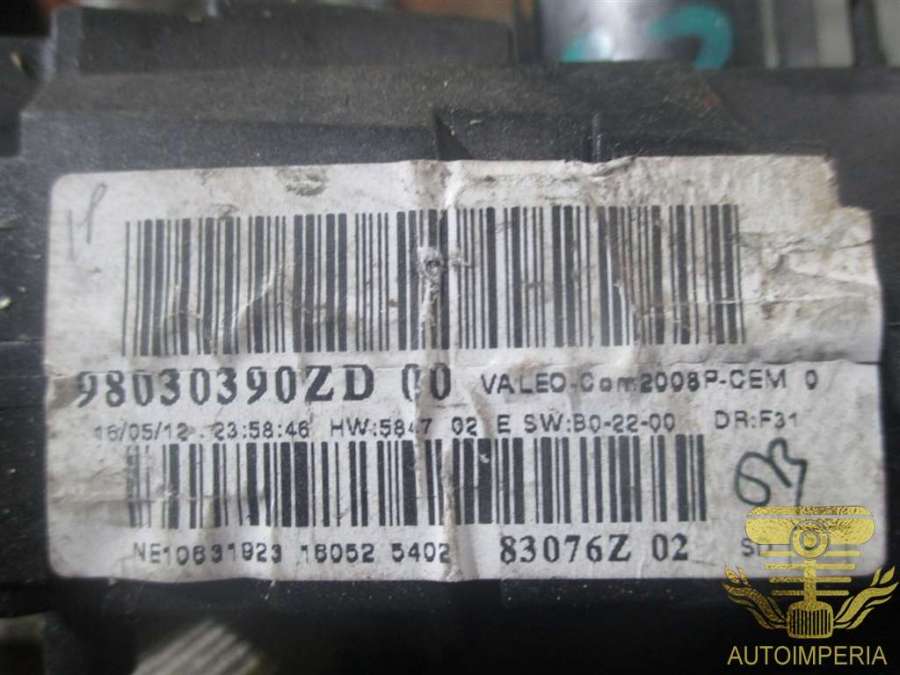 98030390ZD 00 VALEO-Com2008P-CEM 0
16/05/12 . 23:58:46 HW:5847 02 E SW:B0-22-00 DR:F31
NE10631923 16052 5402 83076Z 02
AUTOIMPERIA